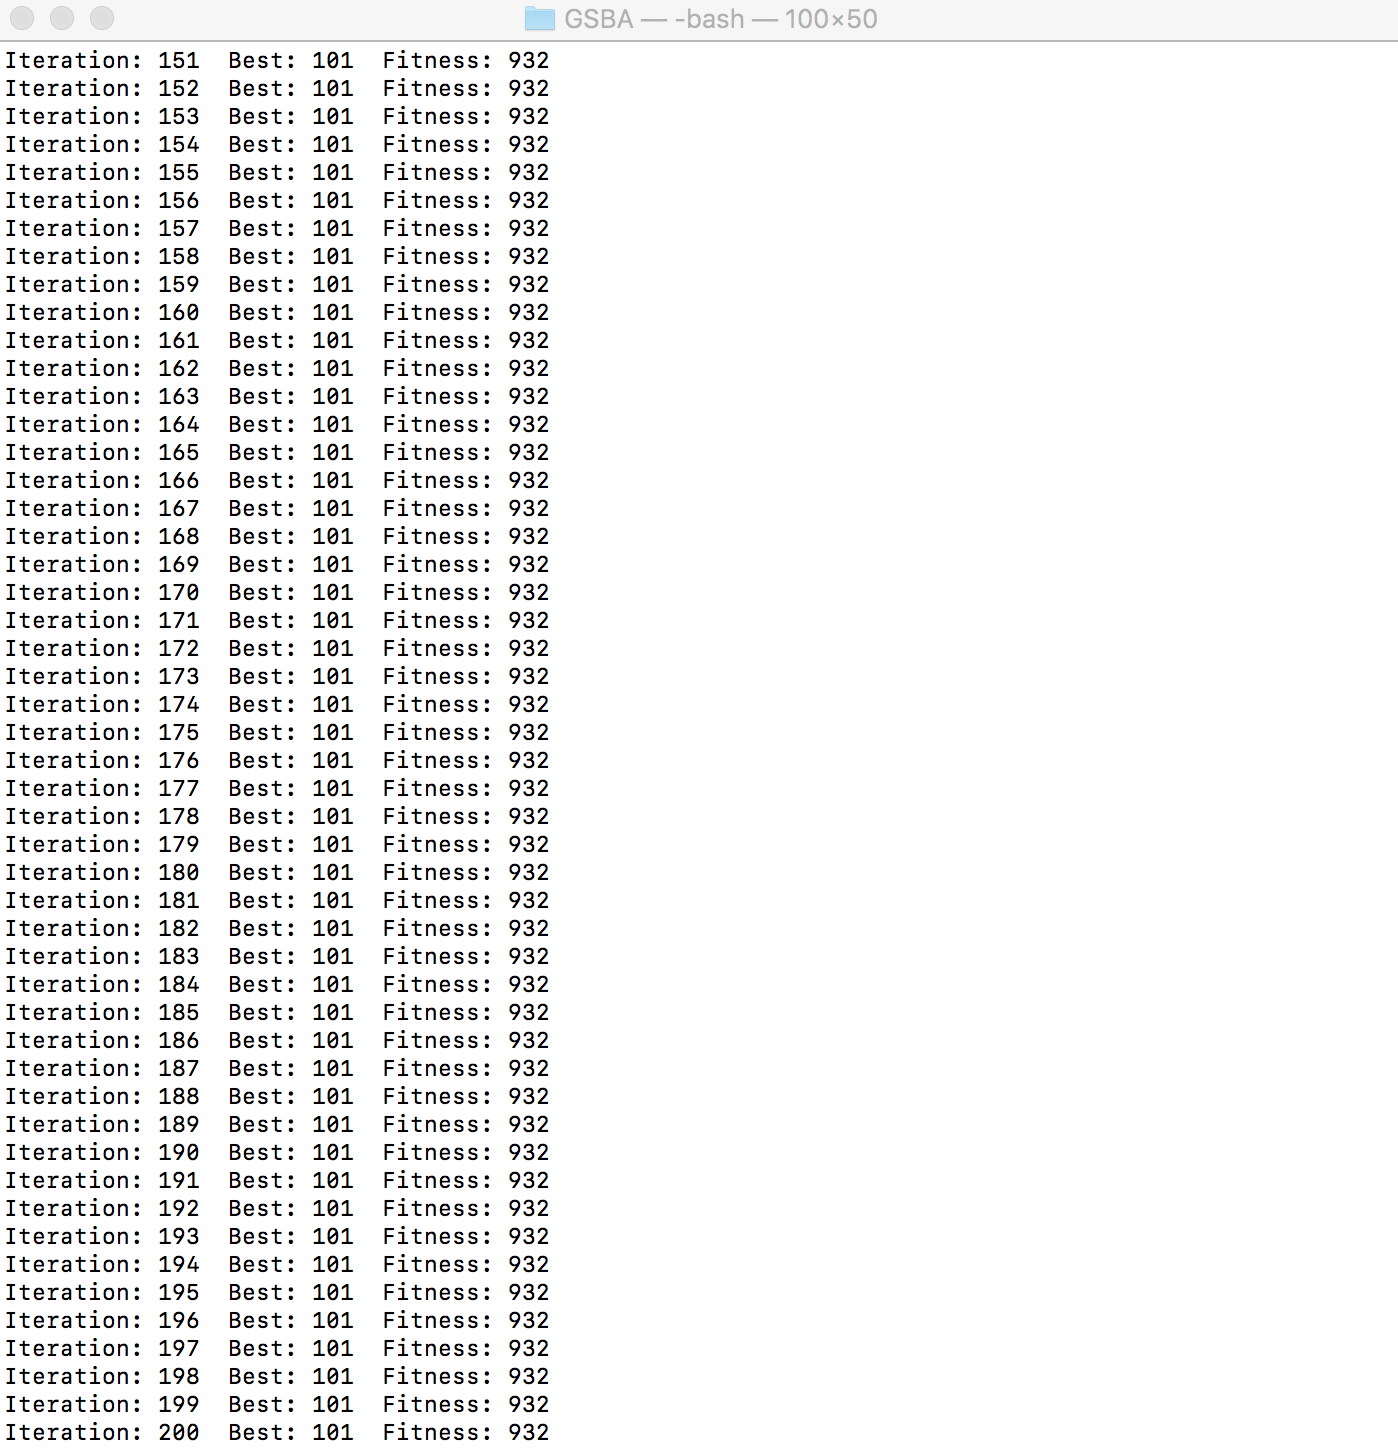 GSBA — -bash — 100×50
Iteration: 151  Best: 101  Fitness: 932
Iteration: 152  Best: 101  Fitness: 932
Iteration: 153  Best: 101  Fitness: 932
Iteration: 154  Best: 101  Fitness: 932
Iteration: 155  Best: 101  Fitness: 932
Iteration: 156  Best: 101  Fitness: 932
Iteration: 157  Best: 101  Fitness: 932
Iteration: 158  Best: 101  Fitness: 932
Iteration: 159  Best: 101  Fitness: 932
Iteration: 160  Best: 101  Fitness: 932
Iteration: 161  Best: 101  Fitness: 932
Iteration: 162  Best: 101  Fitness: 932
Iteration: 163  Best: 101  Fitness: 932
Iteration: 164  Best: 101  Fitness: 932
Iteration: 165  Best: 101  Fitness: 932
Iteration: 166  Best: 101  Fitness: 932
Iteration: 167  Best: 101  Fitness: 932
Iteration: 168  Best: 101  Fitness: 932
Iteration: 169  Best: 101  Fitness: 932
Iteration: 170  Best: 101  Fitness: 932
Iteration: 171  Best: 101  Fitness: 932
Iteration: 172  Best: 101  Fitness: 932
Iteration: 173  Best: 101  Fitness: 932
Iteration: 174  Best: 101  Fitness: 932
Iteration: 175  Best: 101  Fitness: 932
Iteration: 176  Best: 101  Fitness: 932
Iteration: 177  Best: 101  Fitness: 932
Iteration: 178  Best: 101  Fitness: 932
Iteration: 179  Best: 101  Fitness: 932
Iteration: 180  Best: 101  Fitness: 932
Iteration: 181  Best: 101  Fitness: 932
Iteration: 182  Best: 101  Fitness: 932
Iteration: 183  Best: 101  Fitness: 932
Iteration: 184  Best: 101  Fitness: 932
Iteration: 185  Best: 101  Fitness: 932
Iteration: 186  Best: 101  Fitness: 932
Iteration: 187  Best: 101  Fitness: 932
Iteration: 188  Best: 101  Fitness: 932
Iteration: 189  Best: 101  Fitness: 932
Iteration: 190  Best: 101  Fitness: 932
Iteration: 191  Best: 101  Fitness: 932
Iteration: 192  Best: 101  Fitness: 932
Iteration: 193  Best: 101  Fitness: 932
Iteration: 194  Best: 101  Fitness: 932
Iteration: 195  Best: 101  Fitness: 932
Iteration: 196  Best: 101  Fitness: 932
Iteration: 197  Best: 101  Fitness: 932
Iteration: 198  Best: 101  Fitness: 932
Iteration: 199  Best: 101  Fitness: 932
Iteration: 200  Best: 101  Fitness: 932